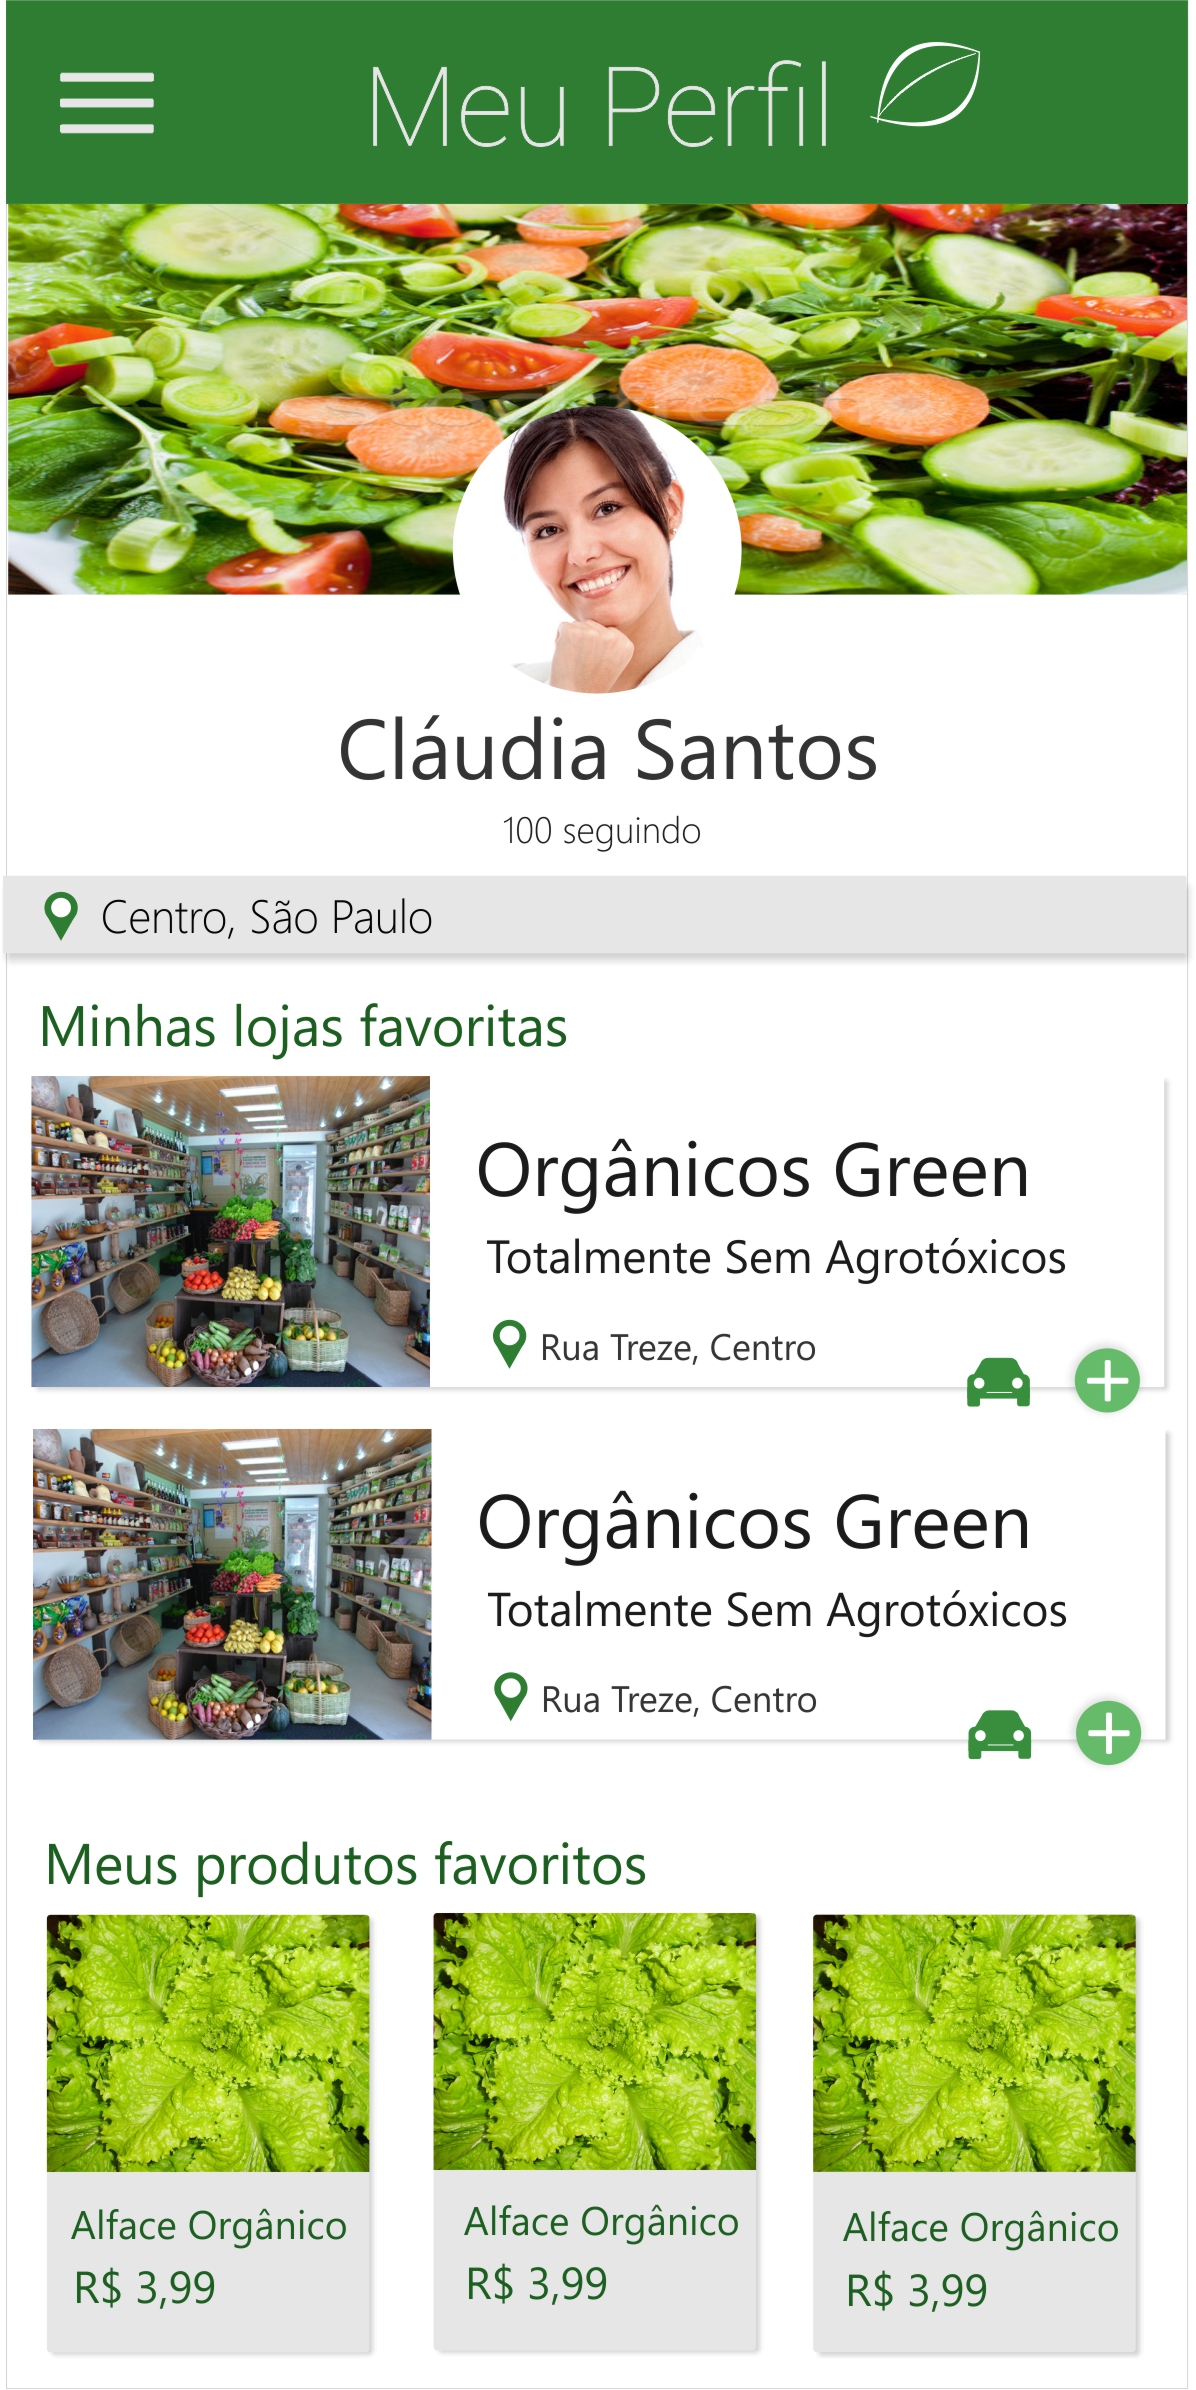 Meu Perfil
Cláudia Santos
100 seguindo
Centro, São Paulo
Minhas lojas favoritas
Orgânicos Green
Totalmente Sem Agrotóxicos
Rua Treze, Centro
Orgânicos Green
Totalmente Sem Agrotóxicos
Rua Treze, Centro
Meus produtos favoritos
Alface Orgânico
R$ 3,99
Alface Orgânico
R$ 3,99
Alface Orgânico
R$ 3,99